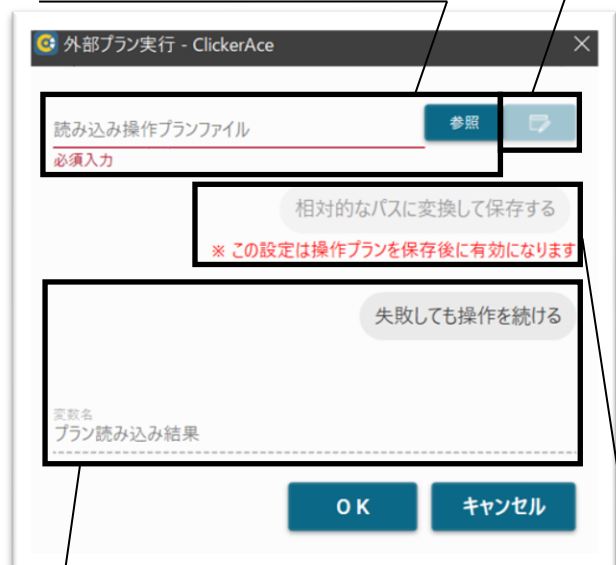 外部プラン実行 - ClickerAce
読み込み操作プランファイル
参照
必須入力
相対的なパスに変換して保存する
※ この設定は操作プランを保存後に有効になります
失敗しても操作を続ける
変数名
プラン読み込み結果
OK
キャンセル